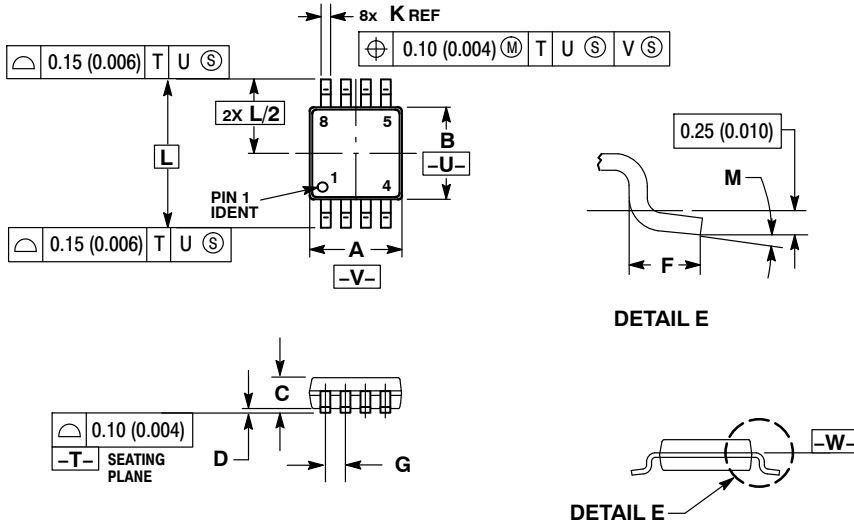 8x K REF
⌖ 0.10 (0.004) Ⓜ T U Ⓢ V Ⓢ
⌓ 0.15 (0.006) T U Ⓢ
2X L/2
8 5
B
–U–
L
1
4
PIN 1
IDENT
⌓ 0.15 (0.006) T U Ⓢ
A
–V–
0.25 (0.010)
M
F
DETAIL E
C
⌓ 0.10 (0.004)
–T– SEATING
PLANE
D
G
–W–
DETAIL E